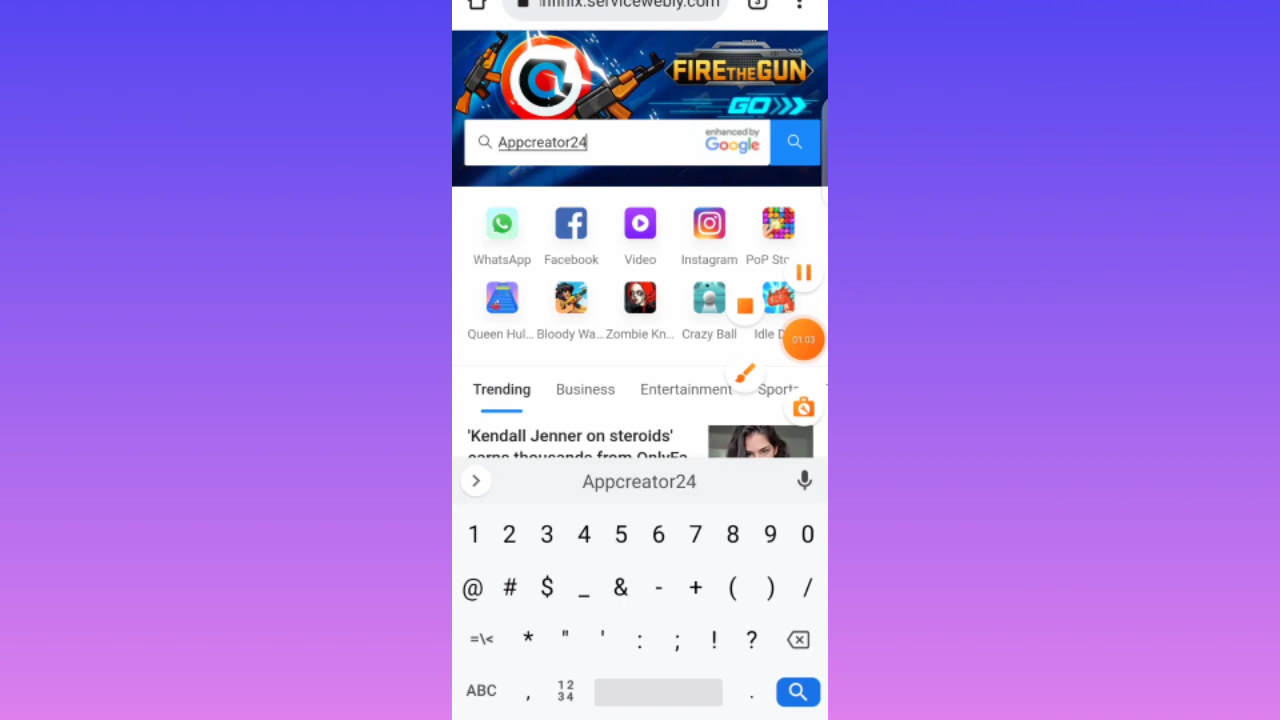 infinix.servicewebly.com
3
FIRE THE GUN
GO
Appcreator24
enhanced by
Google
WhatsApp
Facebook
Video
Instagram
PoP Sto
Queen Hul...
Bloody Wa...
Zombie Kn...
Crazy Ball
Idle D
01:03
Trending
Business
Entertainment
Sports
'Kendall Jenner on steroids'
earns thousands from OnlyFa
Appcreator24
1 2 3 4 5 6 7 8 9 0
@ # $ _ & - + ( ) /
=\< * " ' : ; ! ?
ABC , 12 34 .